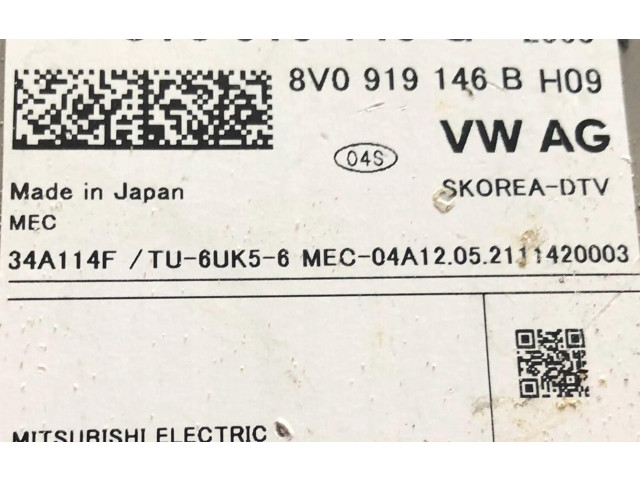 8V0 919 146 B H09
VW AG
04S
Made in Japan
SKOREA-DTV
MEC
34A114F / TU-6UK5-6 MEC-04A12.05.2111420003
MITSUBISHI ELECTRIC